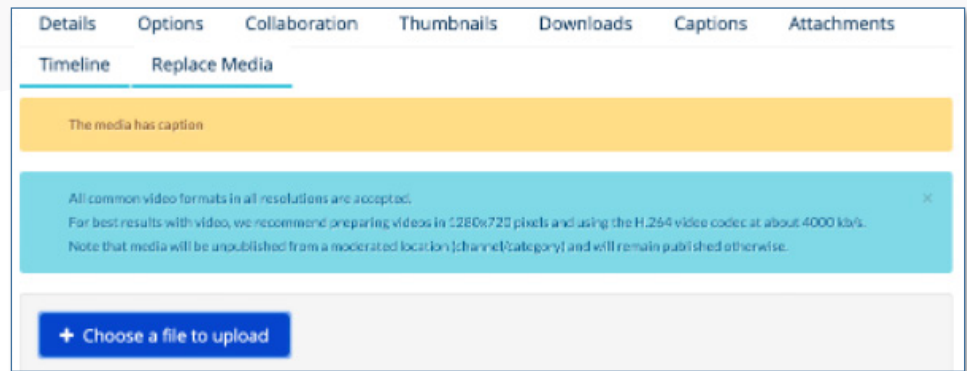 Details Options Collaboration Thumbnails Downloads Captions Attachments
Timeline Replace Media
The media has caption
All common video formats in all resolutions are accepted.
For best results with video, we recommend preparing videos in 1280x720 pixels and using the H.264 video codec at about 4000 kb/s.
Note that media will be unpublished from a moderated location (channel/category) and will remain published otherwise.
+ Choose a file to upload